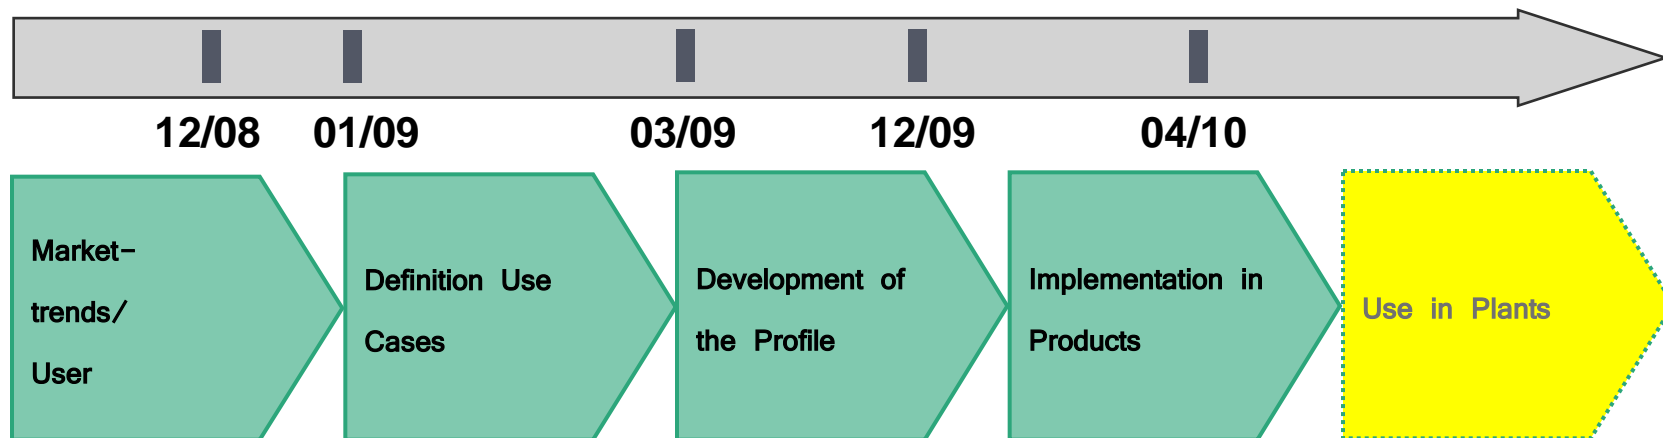 12/08 01/09 03/09 12/09 04/10
Market-
trends/
User
Definition Use
Cases
Development of
the Profile
Implementation in
Products
Use in Plants